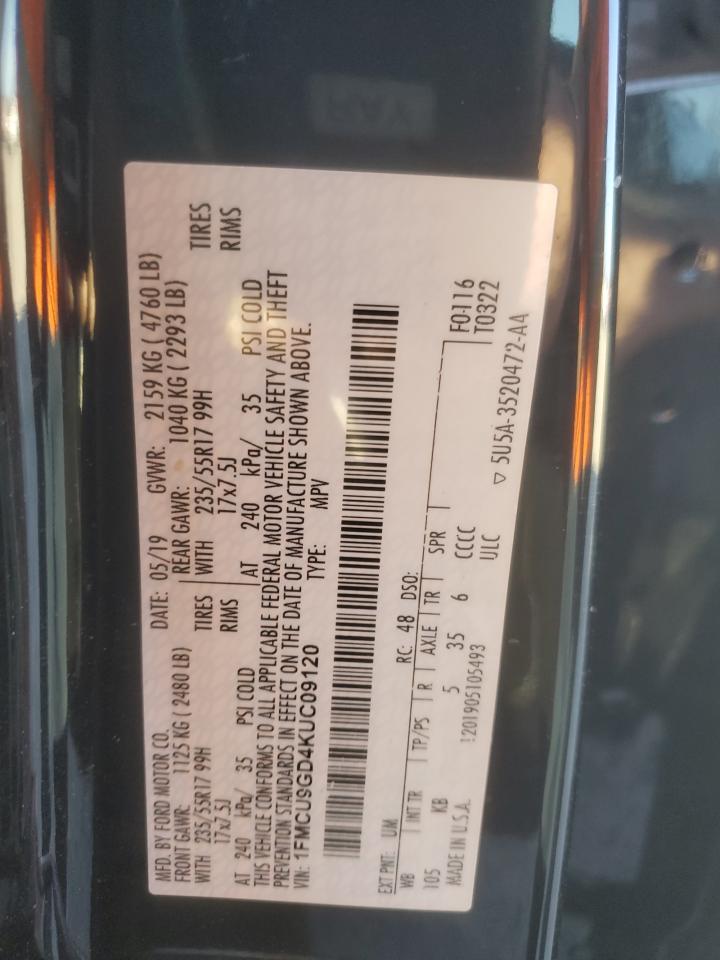 MFD. BY FORD MOTOR CO. DATE: 05/19 GVWR: 2159 KG ( 4760 LB)
FRONT GAWR: 1125 KG ( 2480 LB) REAR GAWR: 1040 KG ( 2293 LB)
WITH 235/55R17 99H TIRES WITH 235/55R17 99H TIRES
17x7.5J RIMS 17x7.5J RIMS
AT 240 kPa/ 35 PSI COLD AT 240 kPa/ 35 PSI COLD
THIS VEHICLE CONFORMS TO ALL APPLICABLE FEDERAL MOTOR VEHICLE SAFETY AND THEFT
PREVENTION STANDARDS IN EFFECT ON THE DATE OF MANUFACTURE SHOWN ABOVE.
VIN: 1FMCU9GD4KUC09120 TYPE: MPV
EXT PNT: UM RC: 48 DSO: F0116
WB INT TR TP/PS R AXLE TR SPR T0322
105 KB 5 35 6 CCCC
MADE IN U.S.A. 1201905105493 ULC ▽ 5U5A-3520472-AA